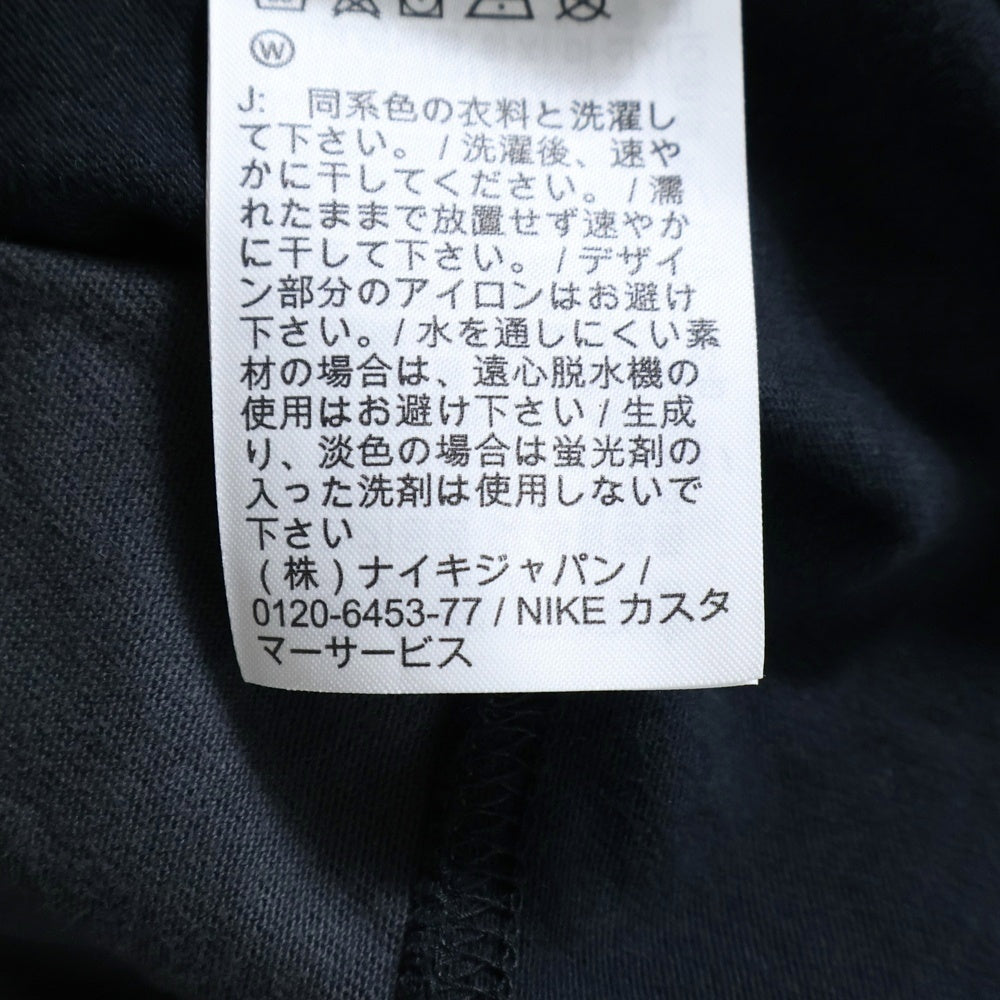 W
J: 同系色の衣料と洗濯し
て下さい。 / 洗濯後、速や
かに干してください。 / 濡
れたままで放置せず速やか
に干して下さい。 / デザイ
ン部分のアイロンはお避け
下さい。/ 水を通しにくい素
材の場合は、遠心脱水機の
使用はお避け下さい / 生成
り、淡色の場合は蛍光剤の
入った洗剤は使用しないで
下さい
(株) ナイキジャパン /
0120-6453-77 / NIKE カスタ
マーサービス